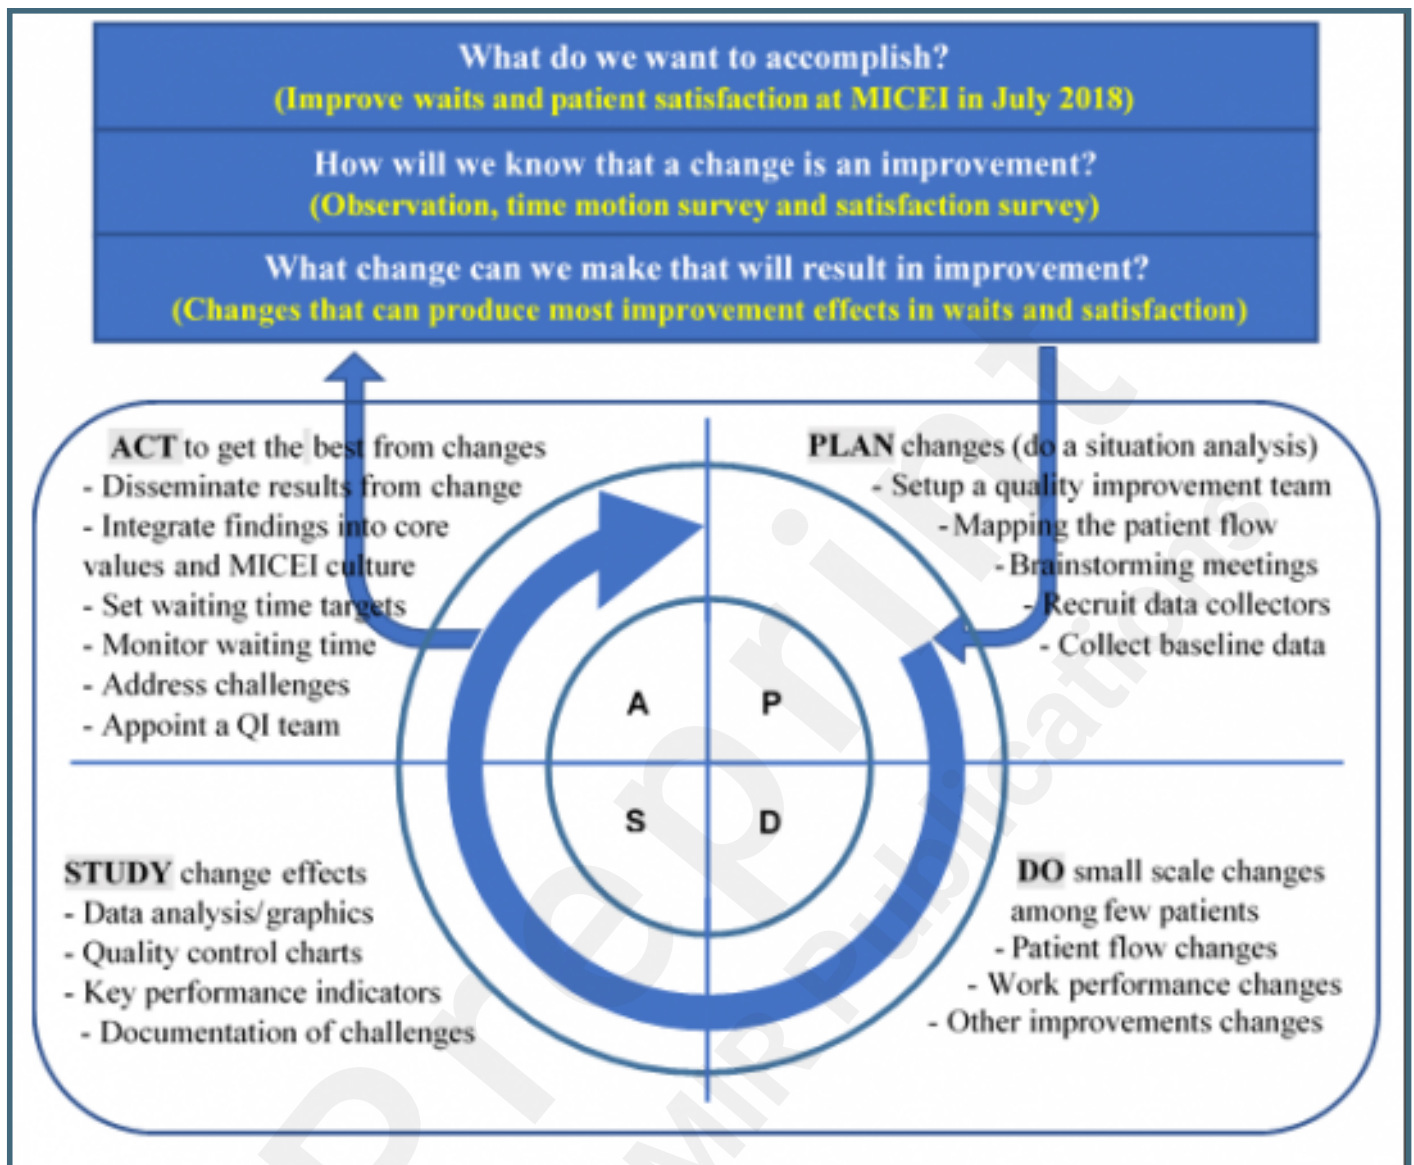 What do we want to accomplish?
(Improve waits and patient satisfaction at MICEI in July 2018)
How will we know that a change is an improvement?
(Observation, time motion survey and satisfaction survey)
What change can we make that will result in improvement?
(Changes that can produce most improvement effects in waits and satisfaction)
ACT to get the best from changes
- Disseminate results from change
- Integrate findings into core
values and MICEI culture
- Set waiting time targets
- Monitor waiting time
- Address challenges
- Appoint a QI team
PLAN changes (do a situation analysis)
- Setup a quality improvement team
- Mapping the patient flow
- Brainstorming meetings
- Recruit data collectors
- Collect baseline data
A
P
S
D
STUDY change effects
- Data analysis/graphics
- Quality control charts
- Key performance indicators
- Documentation of challenges
DO small scale changes
among few patients
- Patient flow changes
- Work performance changes
- Other improvements changes
Preprint
JMIR Publications